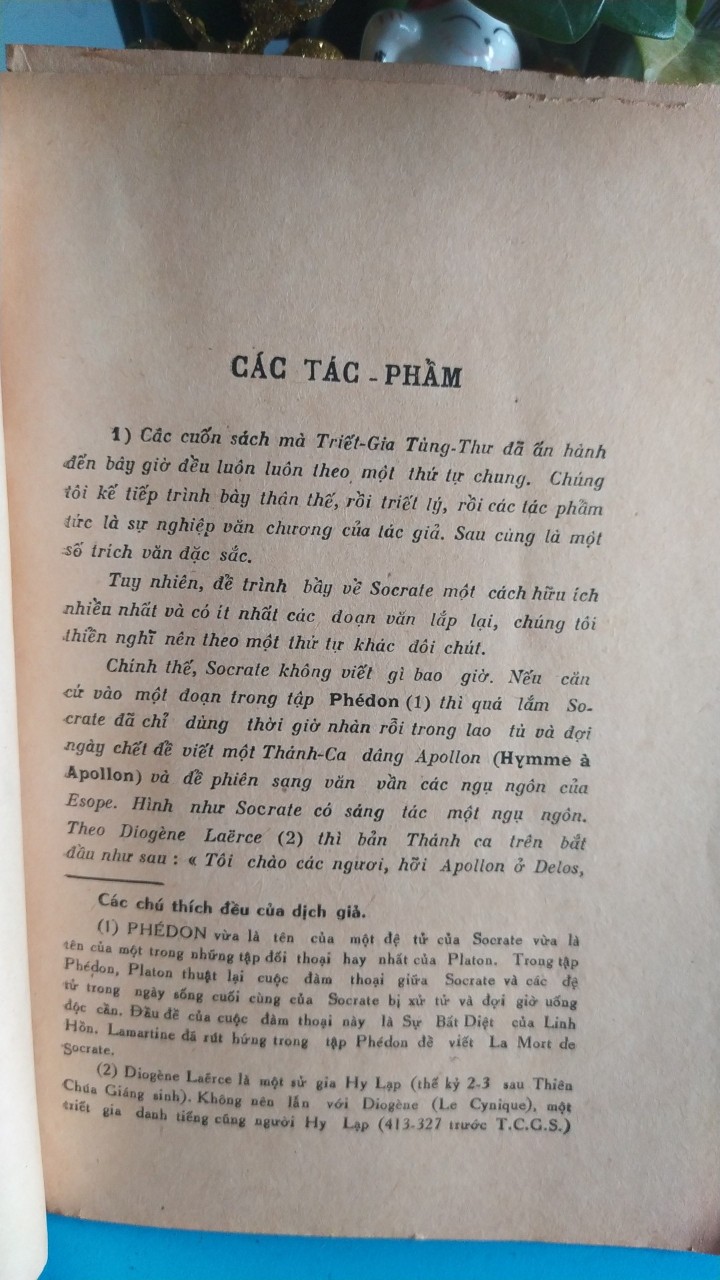 CÁC TÁC - PHẦM
1) Các cuốn sách mà Triết-Gia Tùng-Thư đã ấn hành
đến bây giờ đều luôn luôn theo một thứ tự chung. Chúng
tôi kể tiếp trình bày thân thế, rồi triết lý, rồi các tác phầm
tức là sự nghiệp văn chương của tác giả. Sau cùng là một
số trích văn đặc sắc.
Tuy nhiên, đề trình bầy về Socrate một cách hữu ích
nhiều nhất và có ít nhất các đoạn văn lắp lại, chúng tôi
thiền nghĩ nên theo một thứ tự khác đôi chút.
Chính thế, Socrate không viết gì bao giờ. Nếu căn
cứ vào một đoạn trong tập Phédon (1) thì quá lắm So-
crate đã chỉ dùng thời giờ nhàn rỗi trong lao tù và đợi
ngày chết đề viết một Thánh-Ca dâng Apollon (Hymme à
Apollon) và đề phiên sang văn vần các ngụ ngôn của
Esope. Hình như Socrate có sáng tác một ngụ ngôn.
Theo Diogène Laërce (2) thì bản Thánh ca trên bắt
đầu như sau : « Tôi chào các ngươi, hỡi Apollon ở Delos,
Các chú thích đều của dịch giả.
(1) PHÉDON vừa là tên của một đệ tử của Socrate vừa là
tên của một trong những tập đối thoại hay nhất của Platon. Trong tập
Phédon, Platon thuật lại cuộc đàm thoại giữa Socrate và các đệ
tử trong ngày sống cuối cùng của Socrate bị xử tử và đợi giờ uống
độc cần. Đầu đề của cuộc đàm thoại này là Sự Bất Diệt của Linh
Hồn. Lamartine đã rút hứng trong tập Phédon đề viết La Mort de
Socrate.
(2) Diogène Laërce là một sử gia Hy Lạp (thế kỷ 2-3 sau Thiên
Chúa Giáng sinh). Không nên lẫn với Diogène (Le Cynique), một
triết gia danh tiếng cũng người Hy Lạp (413-327 trước T.C.G.S.)